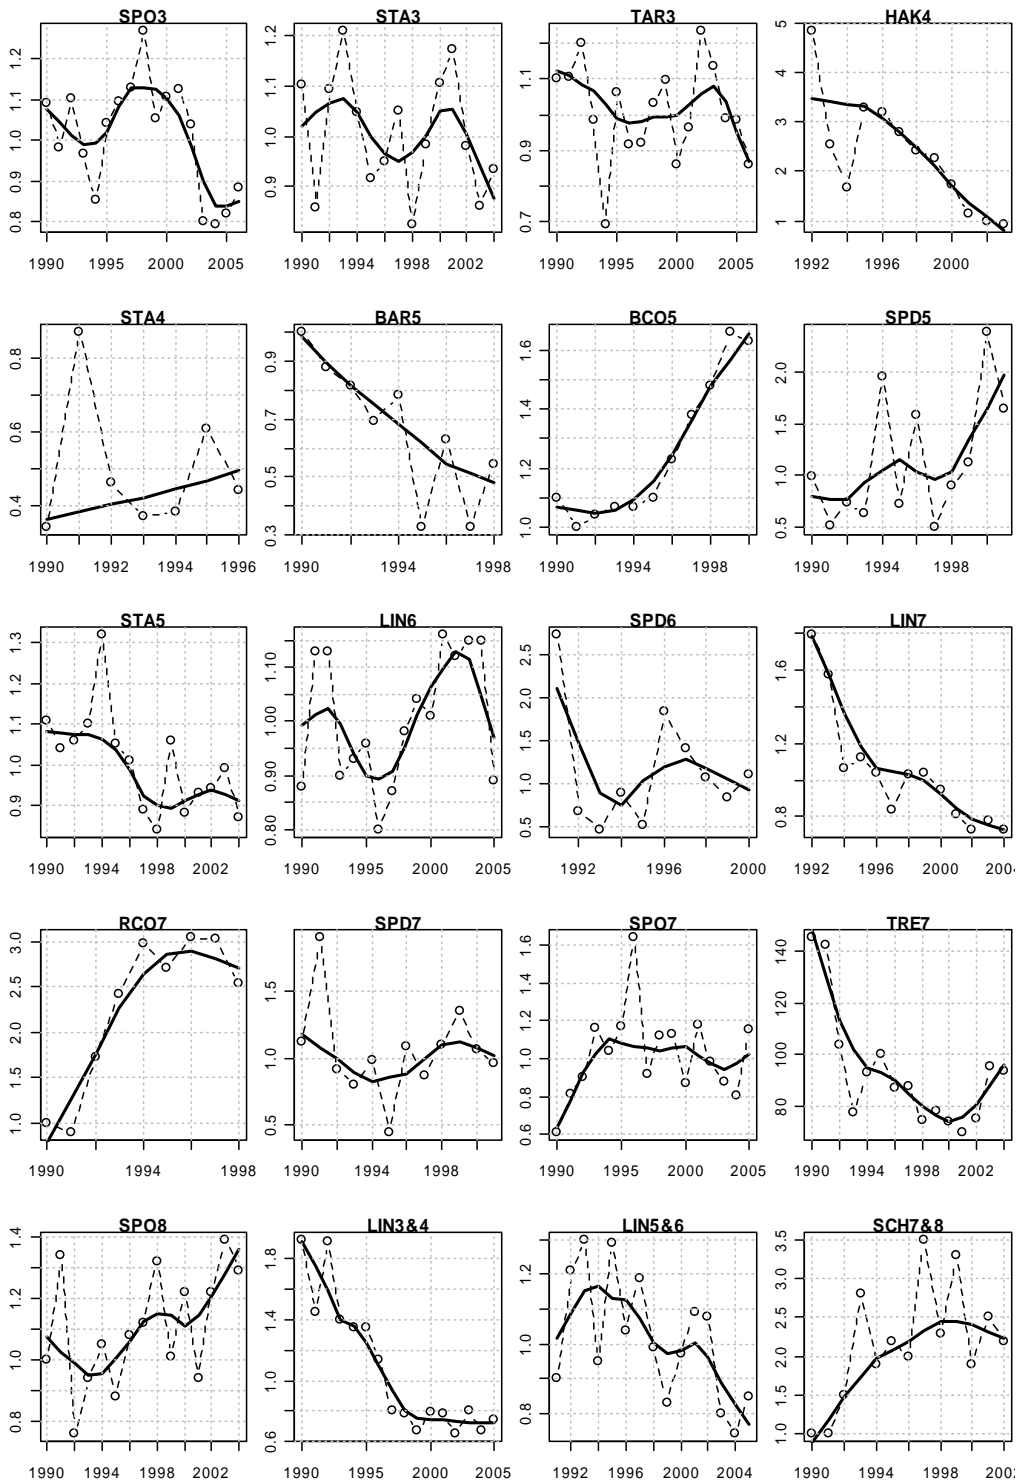 SPO3 STA3 TAR3 HAK4
0.8 0.9 1.0 1.1 1.2
0.9 1.0 1.1 1.2
0.7 0.9 1.1
1 2 3 4 5
1990 1995 2000 2005
1990 1994 1998 2002
1990 1995 2000 2005
1992 1996 2000
STA4 BAR5 BCO5 SPD5
0.4 0.6 0.8
0.3 0.5 0.7 0.9
1.0 1.2 1.4 1.6
0.5 1.0 1.5 2.0
1990 1992 1994 1996
1990 1994 1998
1990 1994 1998
1990 1994 1998
STA5 LIN6 SPD6 LIN7
0.9 1.0 1.1 1.2 1.3
0.80 0.90 1.00 1.10
0.5 1.0 1.5 2.0 2.5
0.8 1.2 1.6
1990 1994 1998 2002
1990 1995 2000 2005
1992 1996 2000
1992 1996 2000 2004
RCO7 SPD7 SPO7 TRE7
1.0 1.5 2.0 2.5 3.0
0.5 1.0 1.5
0.6 0.8 1.0 1.2 1.4 1.6
80 100 120 140
1990 1994 1998
1990 1994 1998
1990 1995 2000 2005
1990 1994 1998 2002
SPO8 LIN3&4 LIN5&6 SCH7&8
0.8 1.0 1.2 1.4
0.6 1.0 1.4 1.8
0.8 1.0 1.2
1.0 1.5 2.0 2.5 3.0 3.5
1990 1994 1998 2002
1990 1995 2000 2005
1992 1996 2000 2004
1990 1994 1998